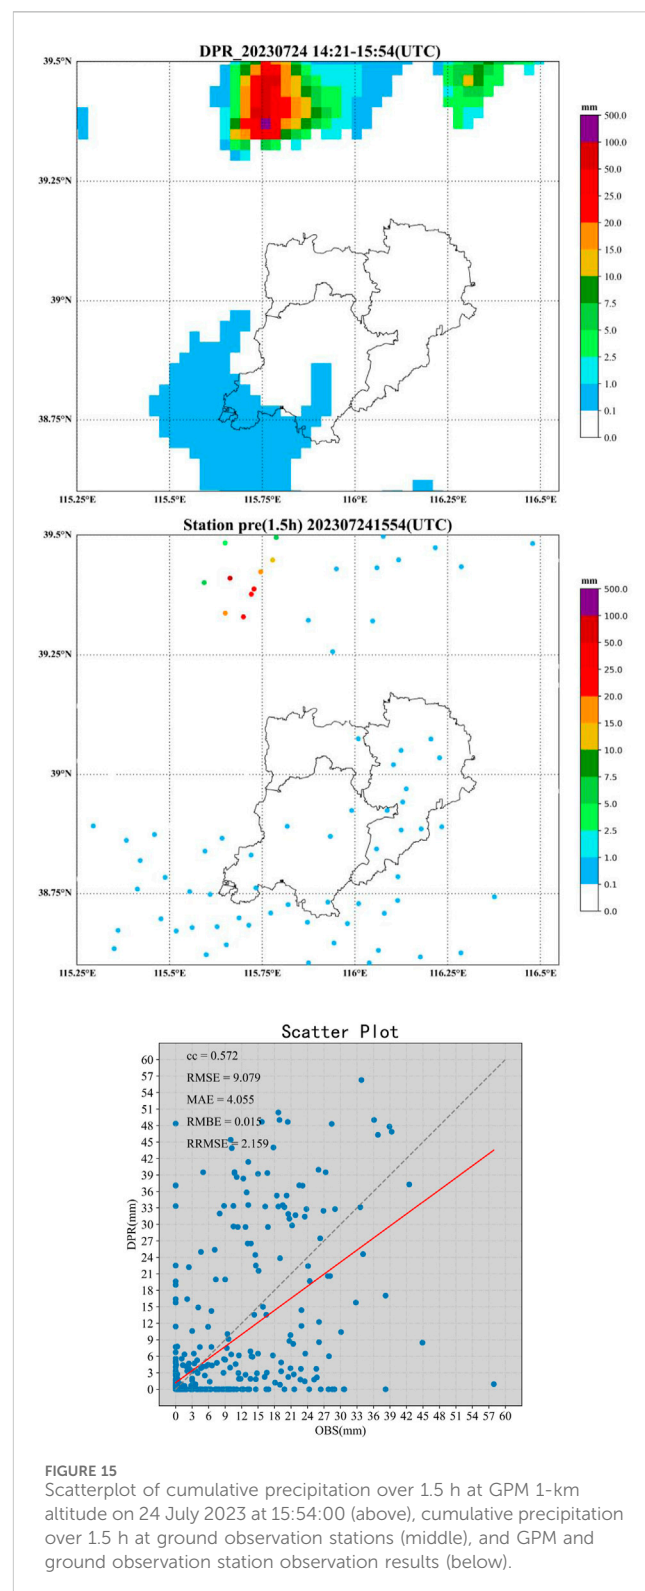 DPR_20230724 14:21-15:54(UTC)
39.5°N
39.25°N
39°N
38.75°N
115.25°E
115.5°E
115.75°E
116°E
116.25°E
116.5°E
mm
500.0
100.0
50.0
25.0
20.0
15.0
10.0
7.5
5.0
2.5
1.0
0.1
0.0
Station pre(1.5h) 202307241554(UTC)
39.5°N
39.25°N
39°N
38.75°N
115.25°E
115.5°E
115.75°E
116°E
116.25°E
116.5°E
mm
500.0
100.0
50.0
25.0
20.0
15.0
10.0
7.5
5.0
2.5
1.0
0.1
0.0
Scatter Plot
cc = 0.572
RMSE = 9.079
MAE = 4.055
RMBE = 0.015
RRMSE = 2.159
DPR(mm)
60
57
54
51
48
45
42
39
36
33
30
27
24
21
18
15
12
9
6
3
0
0 3 6 9 12 15 18 21 24 27 30 33 36 39 42 45 48 51 54 57 60
OBS(mm)
FIGURE 15
Scatterplot of cumulative precipitation over 1.5 h at GPM 1-km
altitude on 24 July 2023 at 15:54:00 (above), cumulative precipitation
over 1.5 h at ground observation stations (middle), and GPM and
ground observation station observation results (below).